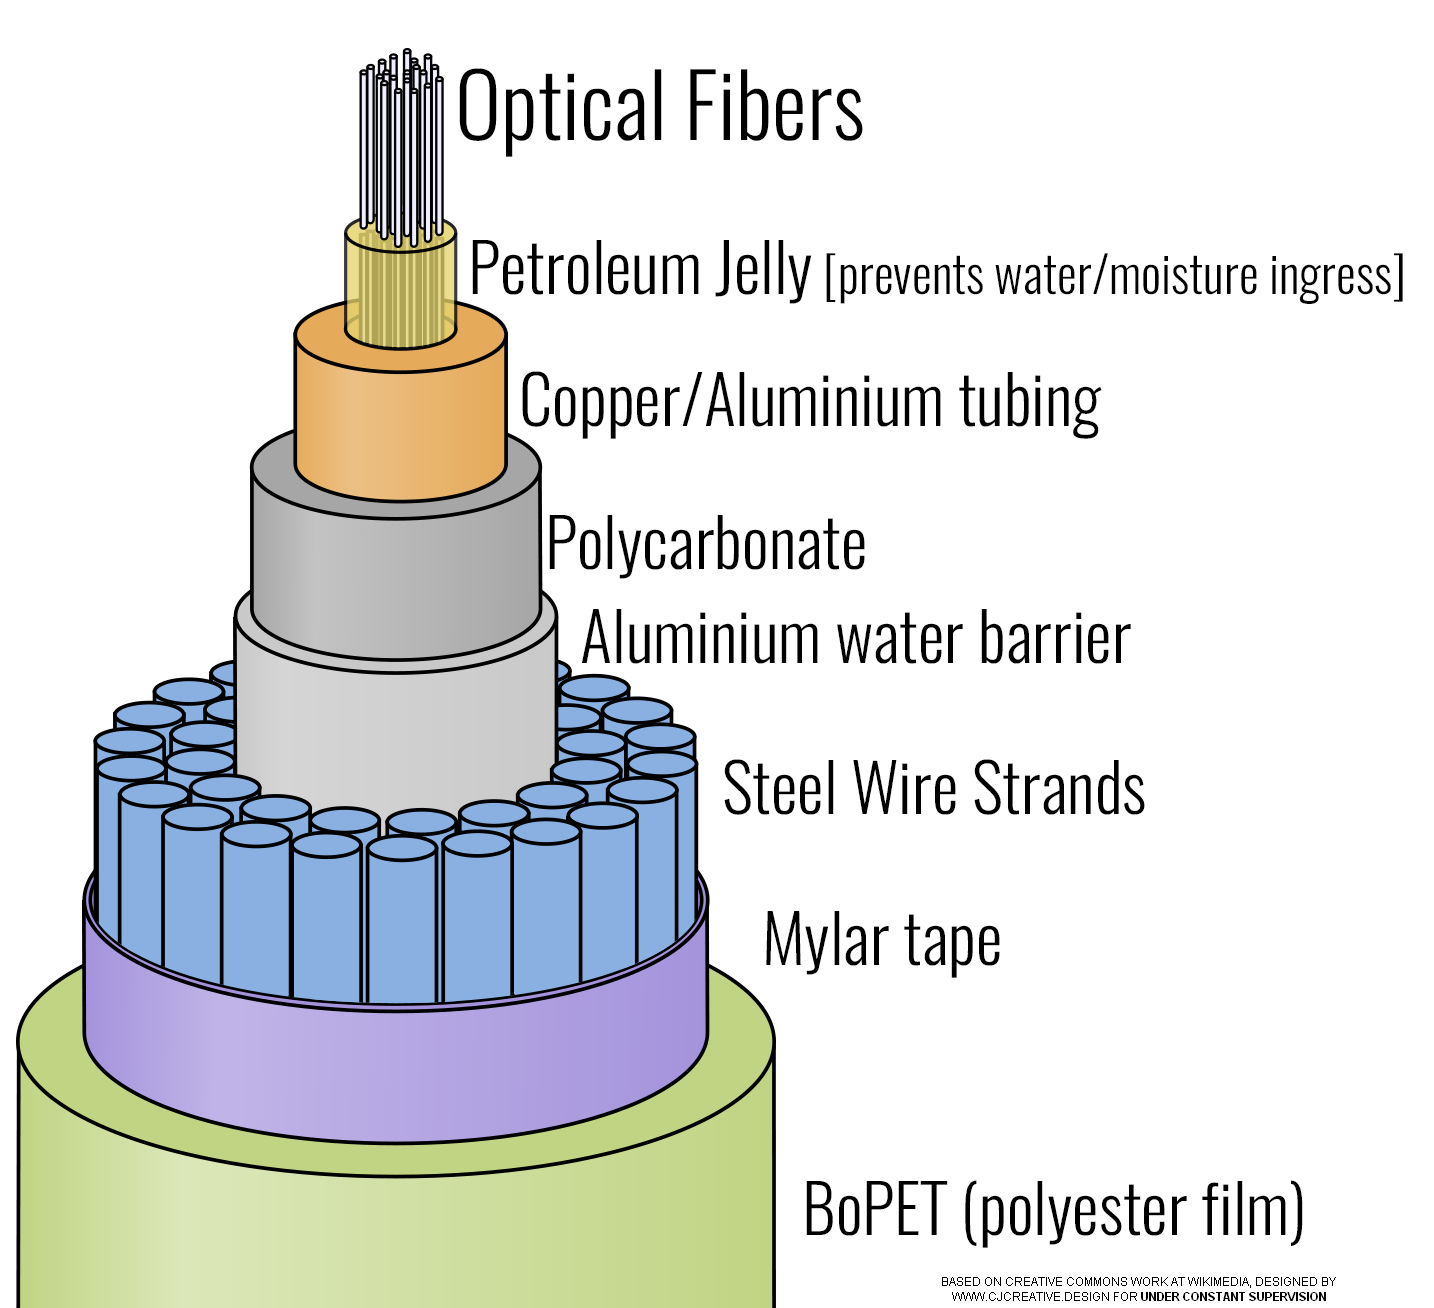 Optical Fibers
Petroleum Jelly [prevents water/moisture ingress]
Copper/Aluminium tubing
Polycarbonate
Aluminium water barrier
Steel Wire Strands
Mylar tape
BoPET (polyester film)
BASED ON CREATIVE COMMONS WORK AT WIKIMEDIA, DESIGNED BY
WWW.CJCREATIVE.DESIGN FOR UNDER CONSTANT SUPERVISION